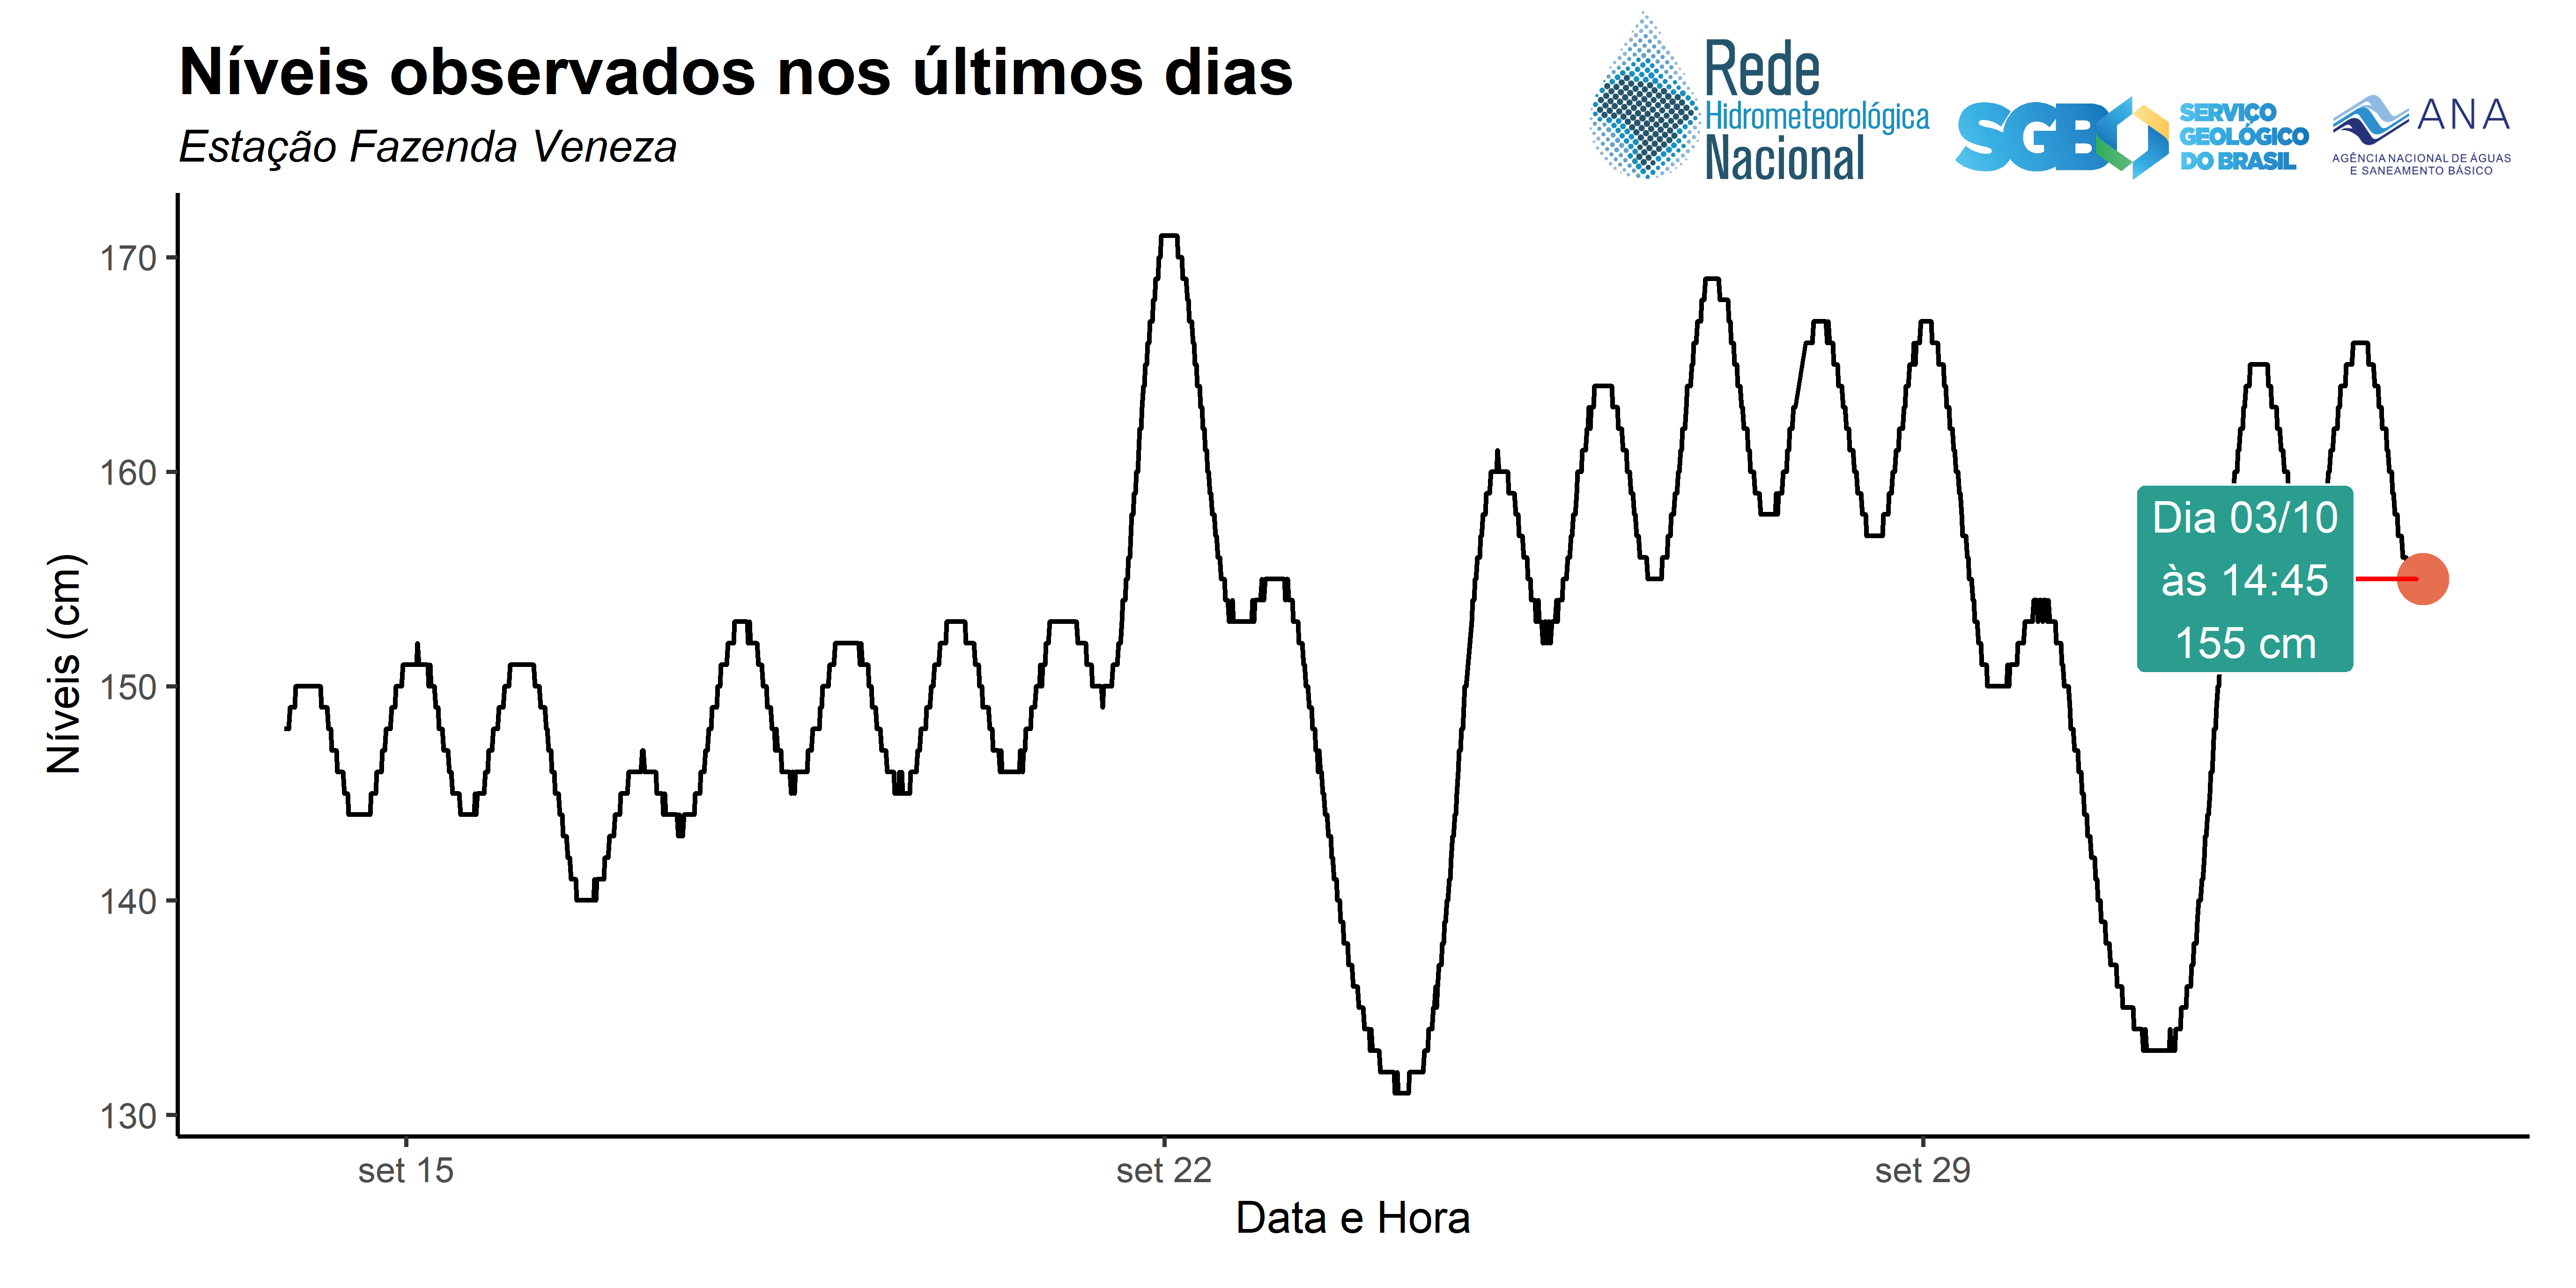 Níveis observados nos últimos dias
Estação Fazenda Veneza
Rede
Hidrometeorológica
Nacional
SGB
SERVIÇO
GEOLÓGICO
DO BRASIL
ANA
AGÊNCIA NACIONAL DE ÁGUAS
E SANEAMENTO BÁSICO
Níveis (cm)
170
160
150
140
130
Dia 03/10
às 14:45
155 cm
set 15
set 22
set 29
Data e Hora